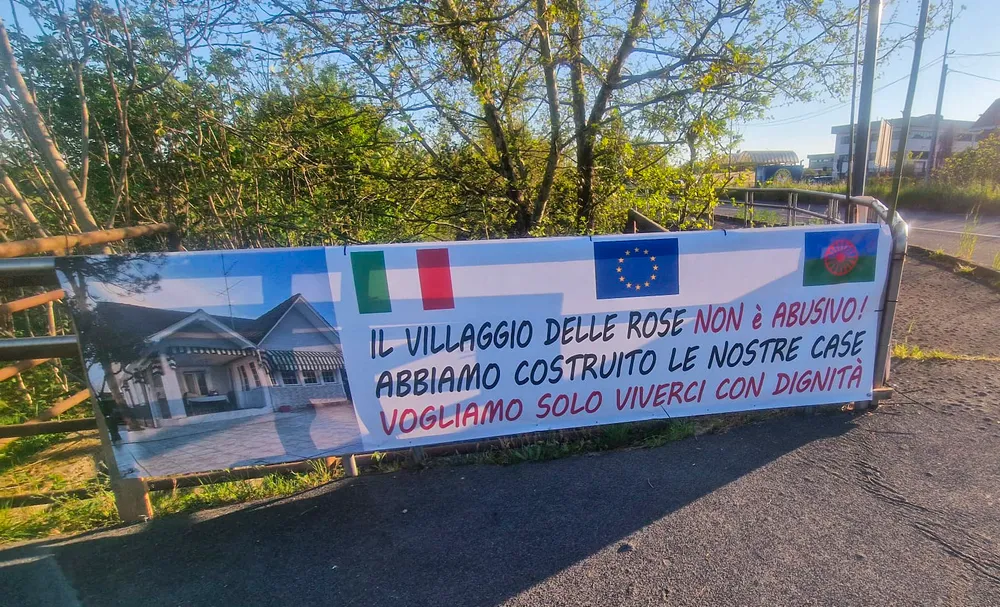 IL VILLAGGIO DELLE ROSE NON è ABUSIVO!
ABBIAMO COSTRUITO LE NOSTRE CASE
VOGLIAMO SOLO VIVERCI CON DIGNITÀ